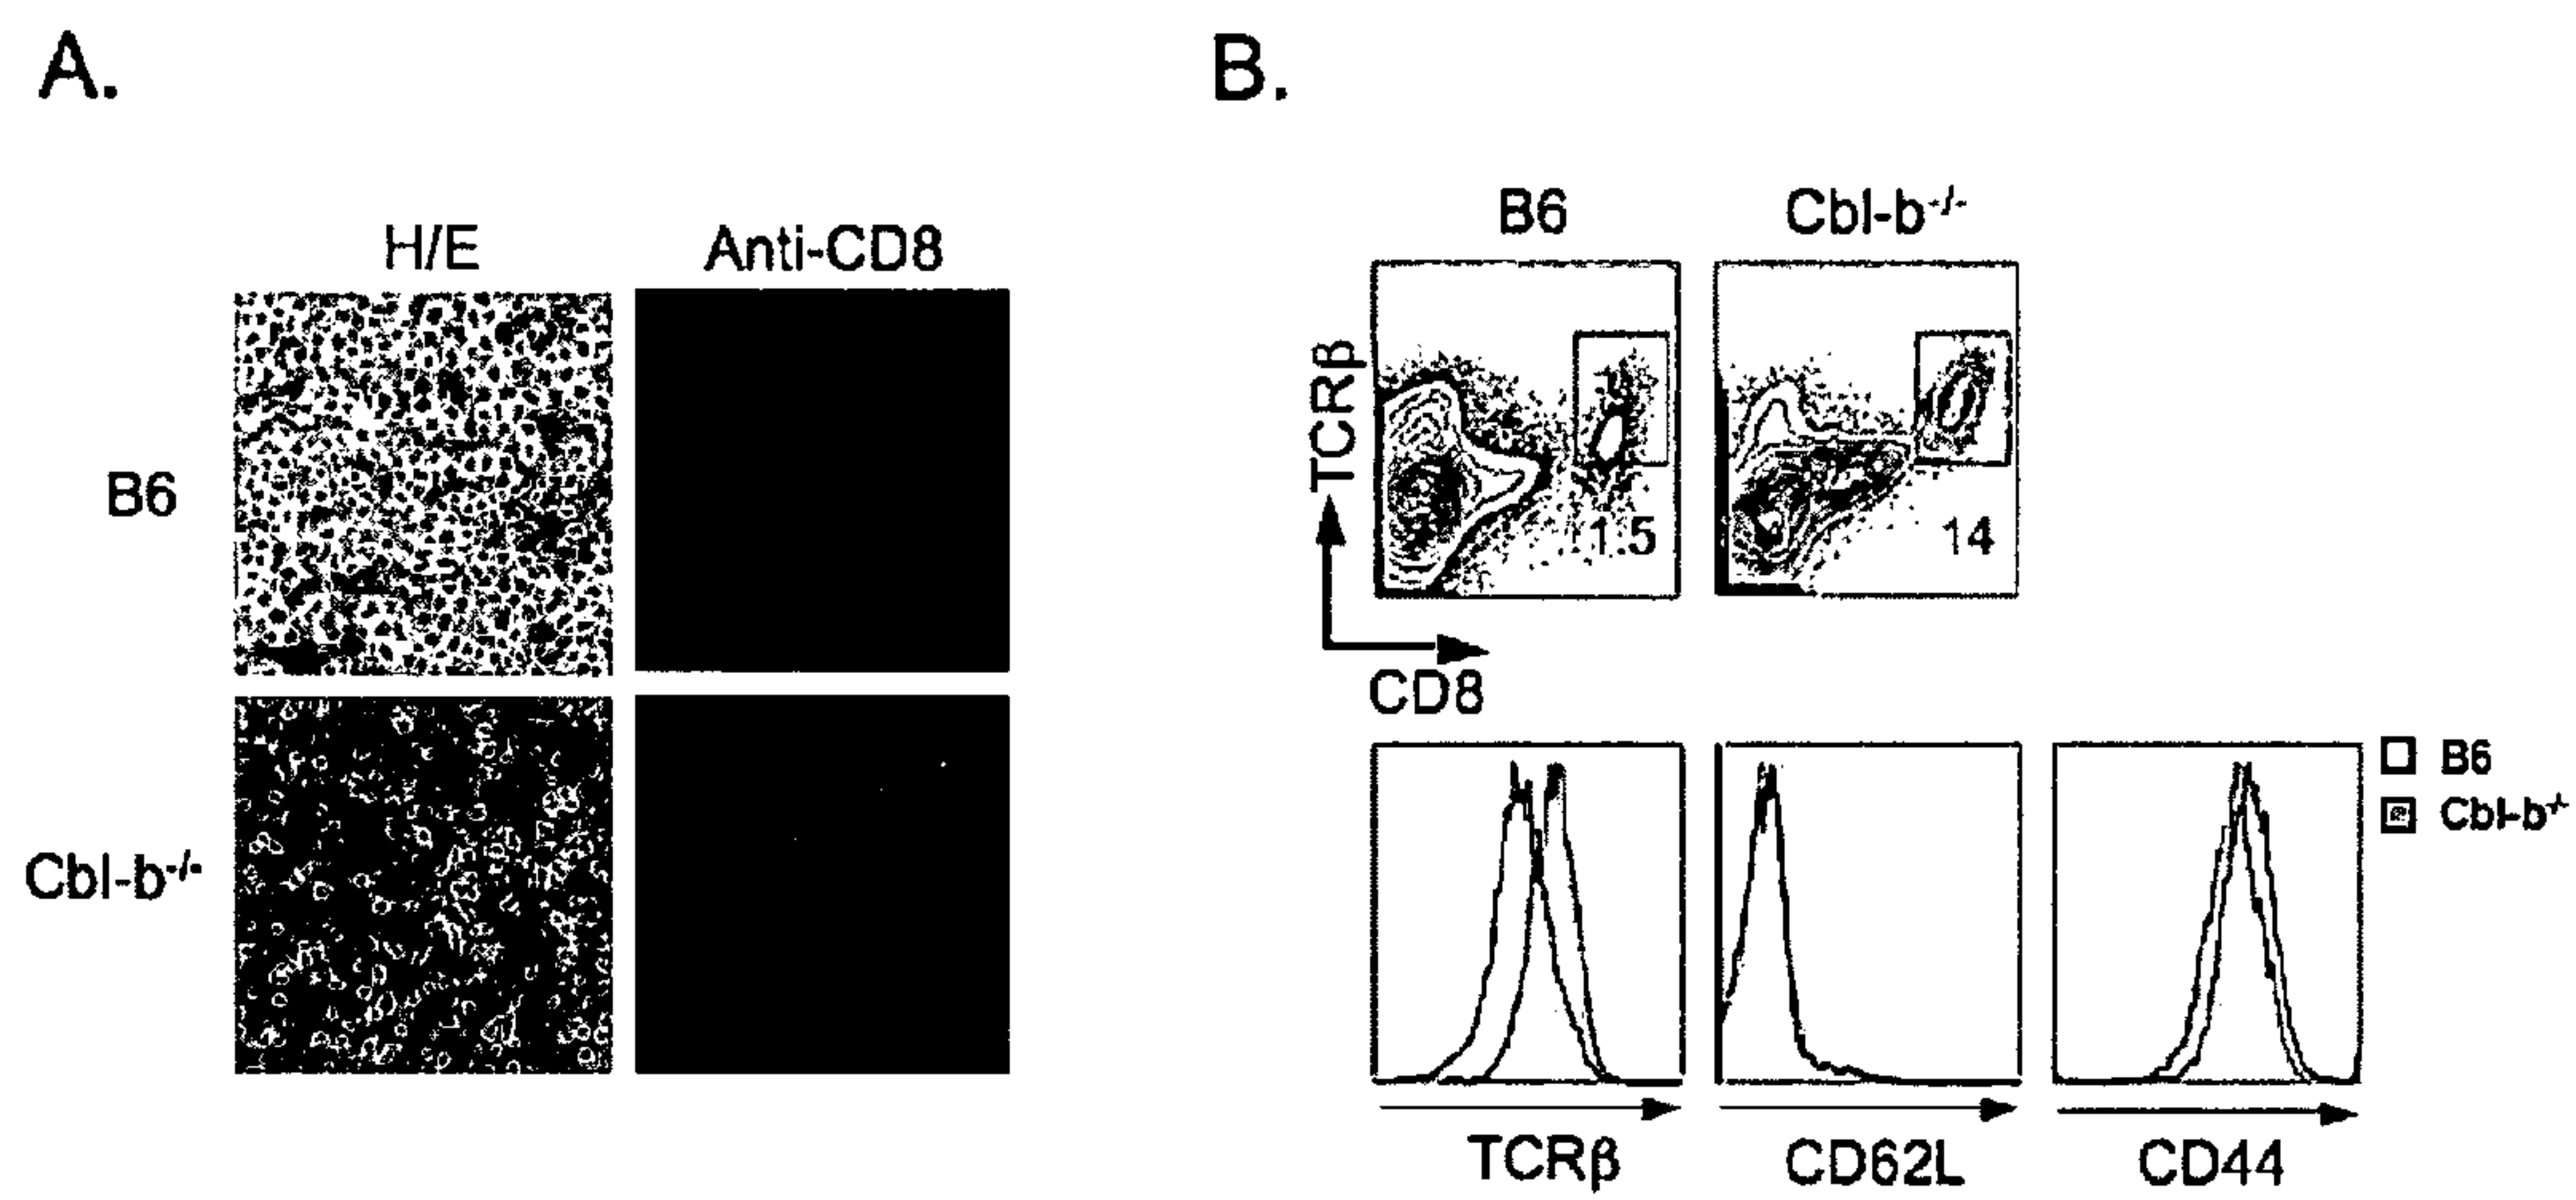 A.
B.
H/E Anti-CD8
B6
Cbl-b-/-
B6 Cbl-b-/-
TCRβ
1.5 14
CD8
B6
Cbl-b-/-
TCRβ CD62L CD44